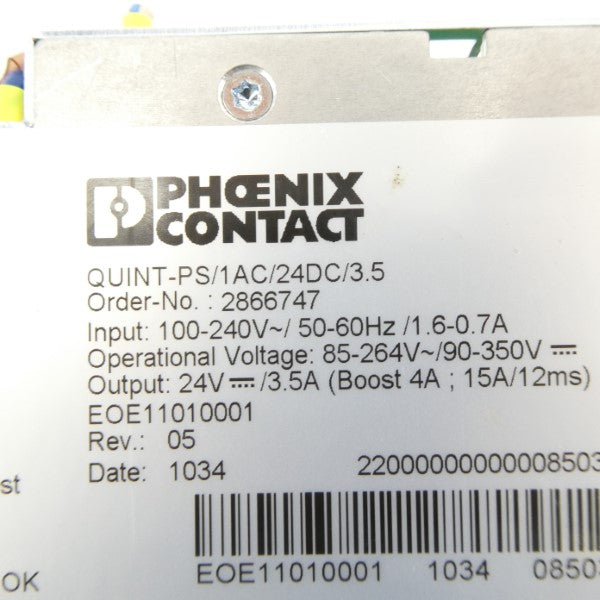 PHŒNIX
CONTACT
QUINT-PS/1AC/24DC/3.5
Order-No. : 2866747
Input: 100-240V~/ 50-60Hz /1.6-0.7A
Operational Voltage: 85-264V~/90-350V ⎓
Output: 24V⎓/3.5A (Boost 4A ; 15A/12ms)
EOE11010001
Rev.: 05
Date: 1034
st
OK
EOE11010001 1034